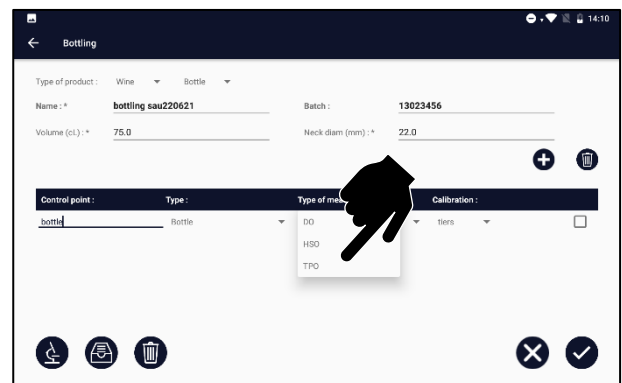 14:10
Bottling
Type of product : Wine Bottle
Name : * bottling sau220621 Batch : 13023456
Volume (cl.) : * 75.0 Neck diam (mm) : * 22.0
Control point : Type : Type of Calibration :
bottle Bottle DO tiers
HSO
TPO